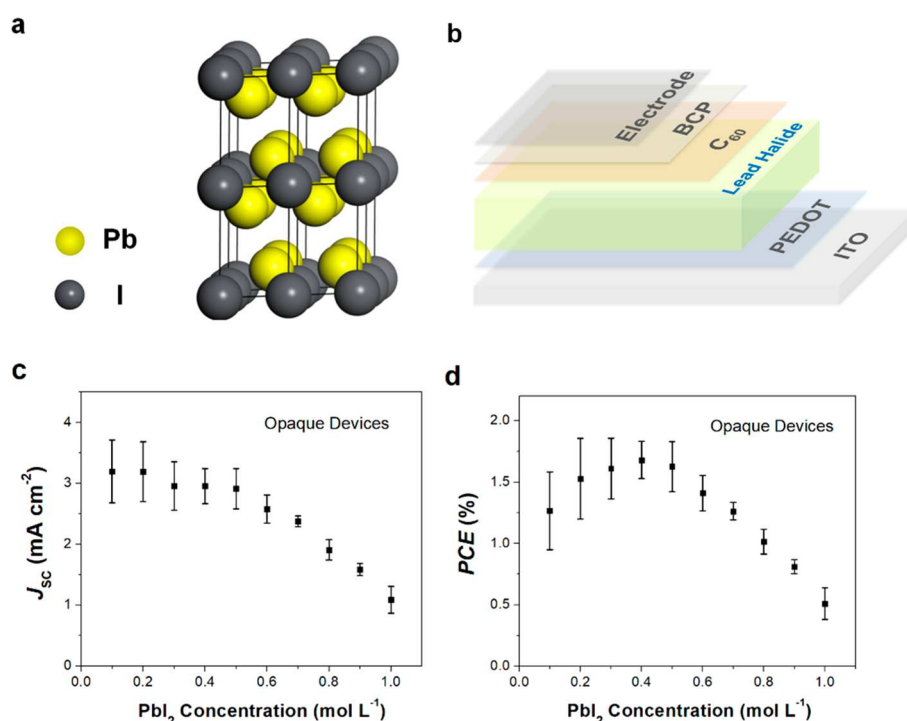 a
Pb
I
b
Electrode
BCP
C₆₀
Lead Halide
PEDOT
ITO
c
Opaque Devices
J_SC (mA cm⁻²)
4
3
2
1
0
0.0 0.2 0.4 0.6 0.8 1.0
PbI₂ Concentration (mol L⁻¹)
d
Opaque Devices
PCE (%)
2.0
1.5
1.0
0.5
0.0
0.0 0.2 0.4 0.6 0.8 1.0
PbI₂ Concentration (mol L⁻¹)